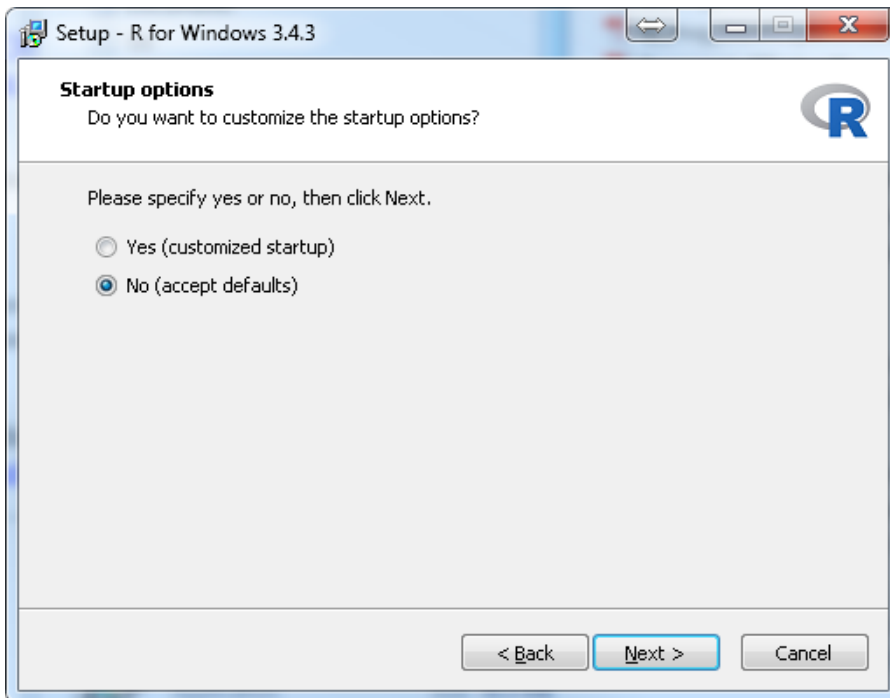 Setup - R for Windows 3.4.3
Startup options
Do you want to customize the startup options?
R
Please specify yes or no, then click Next.
Yes (customized startup)
No (accept defaults)
< Back
Next >
Cancel